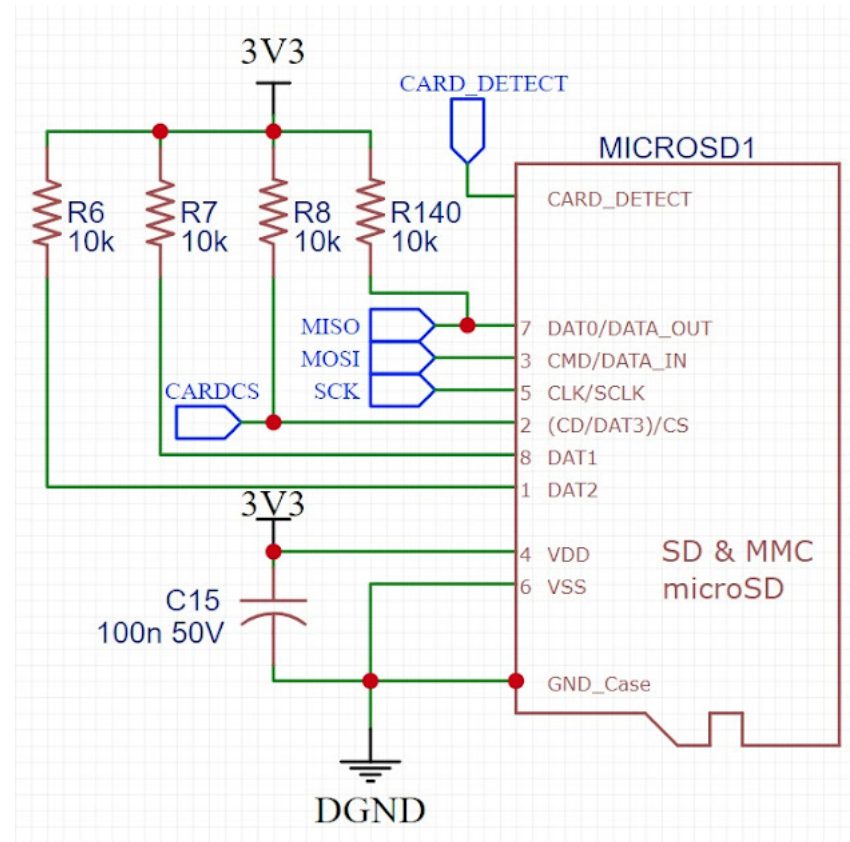 3V3
CARD_DETECT
MICROSD1
CARD_DETECT
R6
10k
R7
10k
R8
10k
R140
10k
MISO
7 DAT0/DATA_OUT
MOSI
3 CMD/DATA_IN
CARDCS
SCK
5 CLK/SCLK
2 (CD/DAT3)/CS
8 DAT1
1 DAT2
3V3
4 VDD
SD & MMC
microSD
6 VSS
C15
100n 50V
GND_Case
DGND